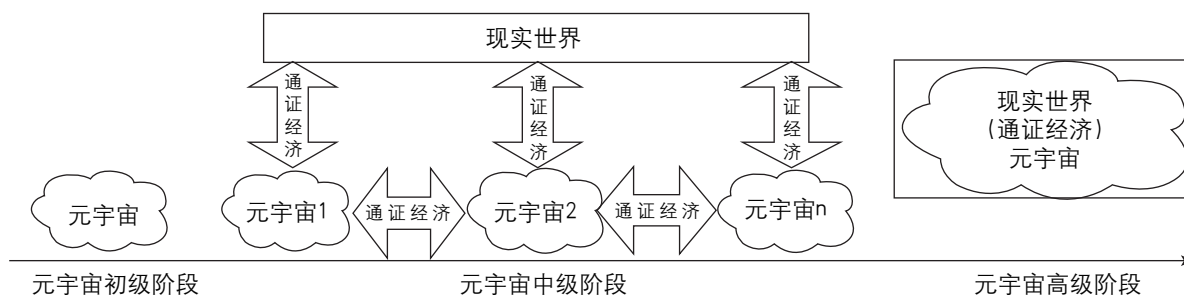 现实世界
通证经济
通证经济
通证经济
现实世界
(通证经济)
元宇宙
元宇宙
元宇宙1
通证经济
元宇宙2
通证经济
元宇宙n
元宇宙初级阶段
元宇宙中级阶段
元宇宙高级阶段